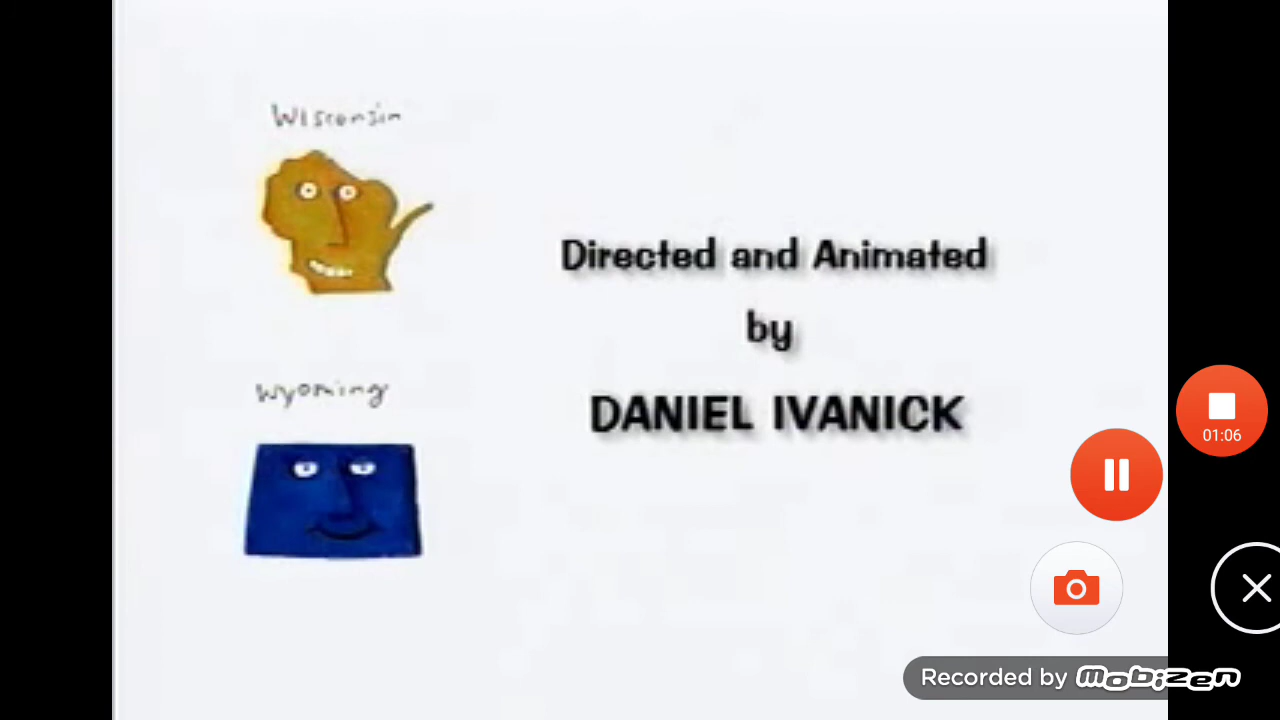 Wisconsin
Directed and Animated
by
Wyoming
DANIEL IVANICK
01:06
Recorded by mobizen